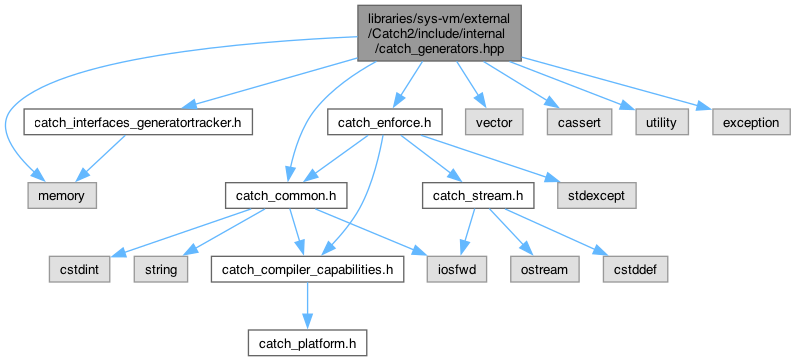 libraries/sys-vm/external
/Catch2/include/internal
/catch_generators.hpp
catch_interfaces_generatortracker.h
catch_enforce.h
vector
cassert
utility
exception
memory
catch_common.h
catch_stream.h
stdexcept
cstdint
string
catch_compiler_capabilities.h
iosfwd
ostream
cstddef
catch_platform.h